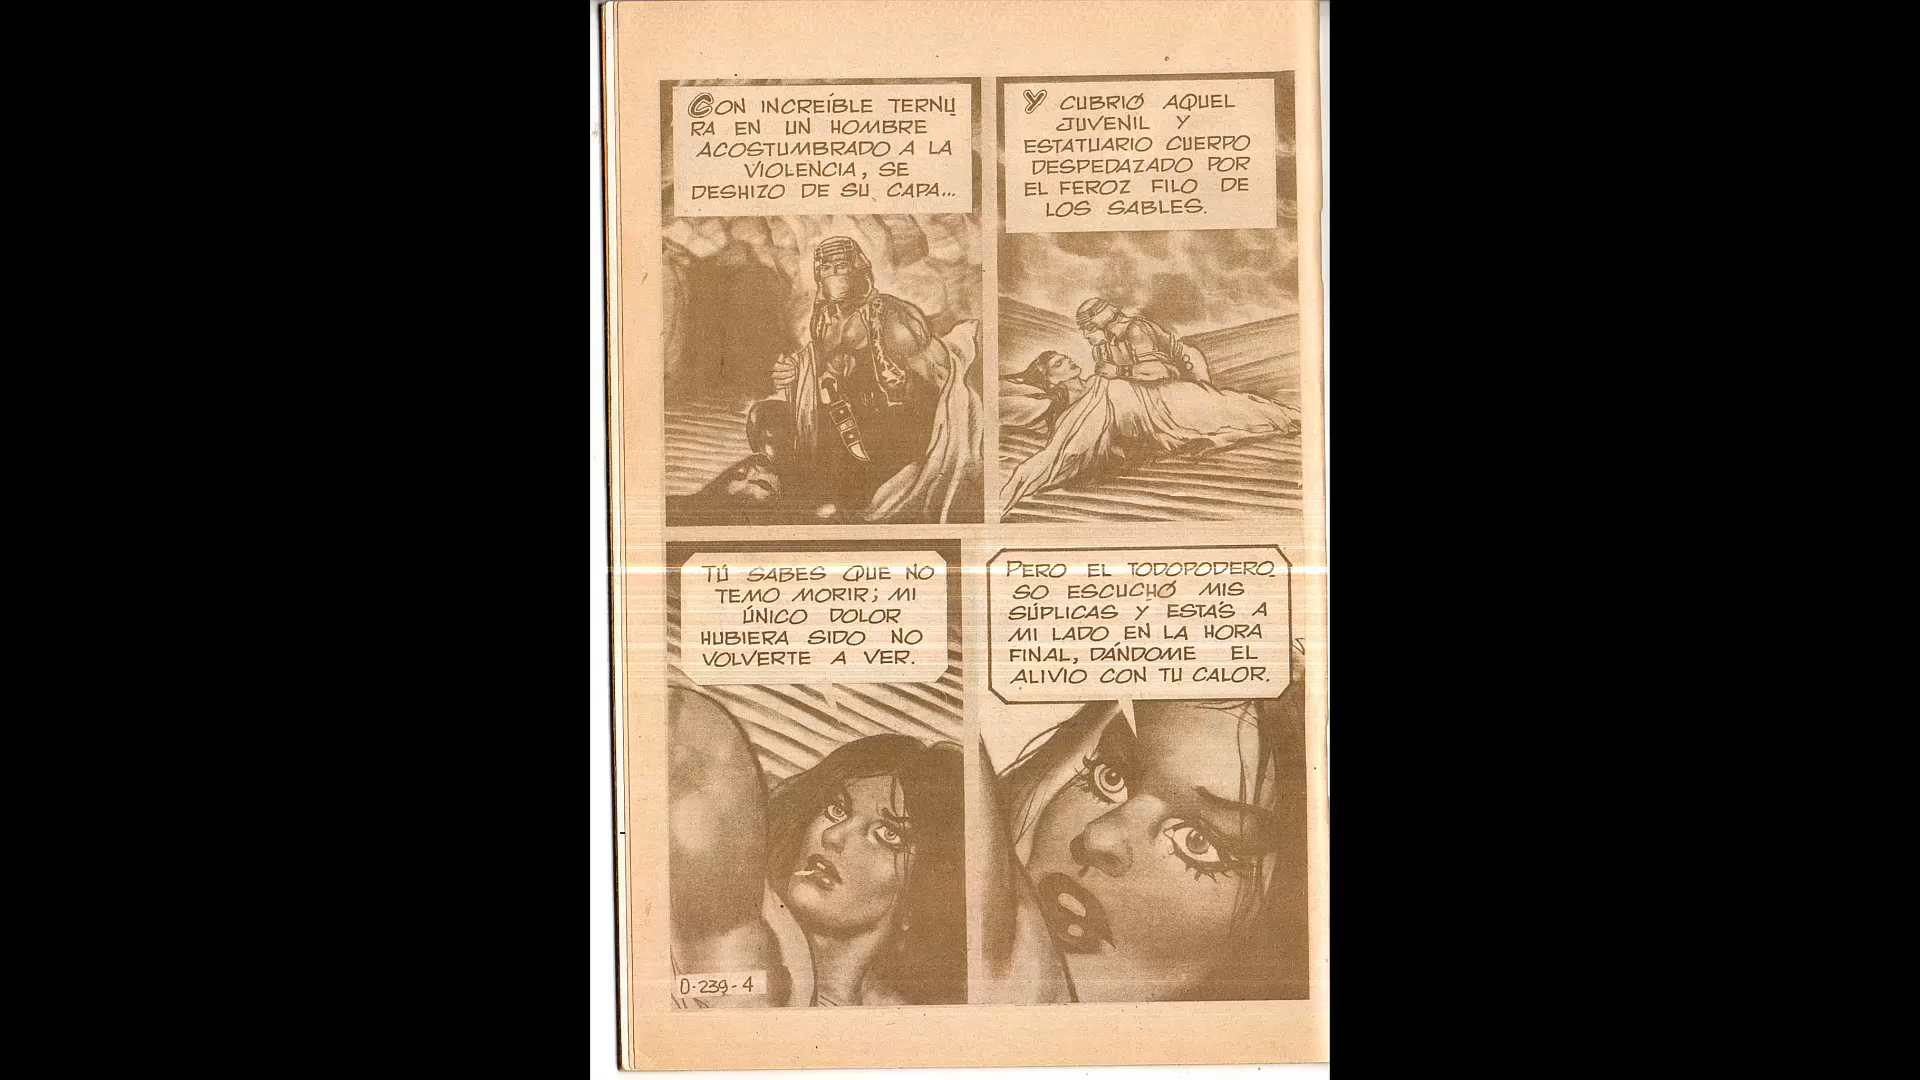 CON INCREÍBLE TERNU
RA EN UN HOMBRE
ACOSTUMBRADO A LA
VIOLENCIA, SE
DESHIZO DE SU CAPA...
Y CUBRIÓ AQUEL
JUVENIL Y
ESTATUARIO CUERPO
DESPEDAZADO POR
EL FEROZ FILO DE
LOS SABLES.
TÚ SABES QUE NO
TEMO MORIR; MI
ÚNICO DOLOR
HUBIERA SIDO NO
VOLVERTE A VER.
PERO EL TODOPODERO_
SO ESCUCHÓ MIS
SÚPLICAS Y ESTÁS A
MI LADO EN LA HORA
FINAL, DÁNDOME EL
ALIVIO CON TU CALOR.
O-239-4